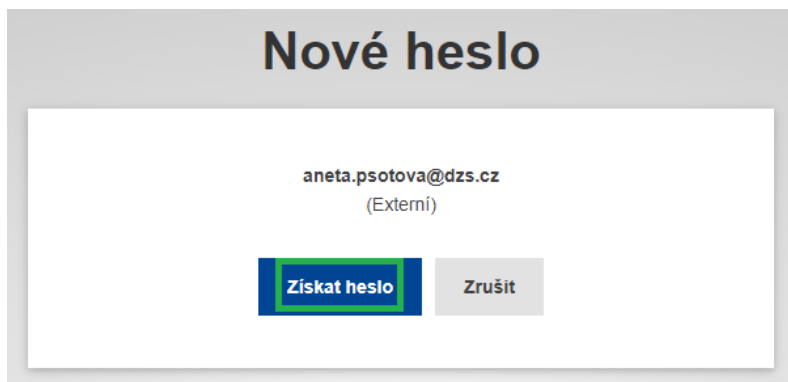 Nové heslo
aneta.psotova@dzs.cz
(Externí)
Získat heslo
Zrušit